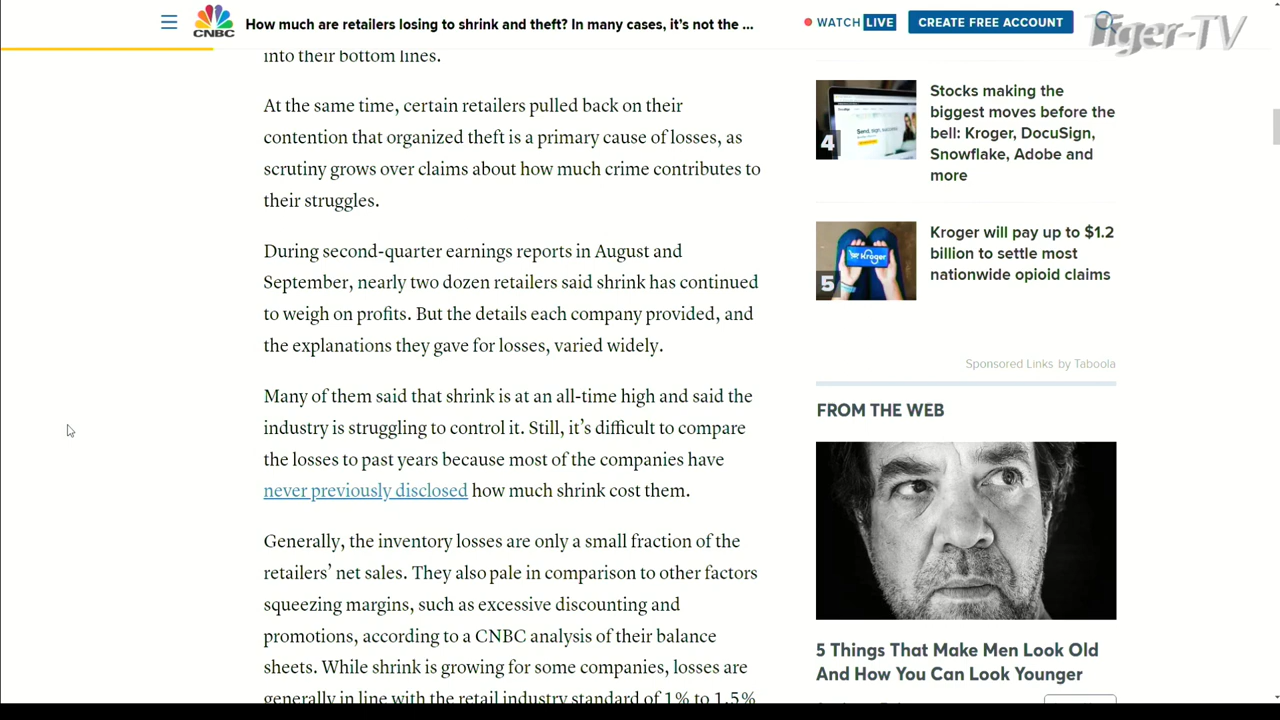 CNBC
How much are retailers losing to shrink and theft? In many cases, it's not the ...
WATCH LIVE
CREATE FREE ACCOUNT
Tiger-TV
into their bottom lines.
At the same time, certain retailers pulled back on their
contention that organized theft is a primary cause of losses, as
scrutiny grows over claims about how much crime contributes to
their struggles.
During second-quarter earnings reports in August and
September, nearly two dozen retailers said shrink has continued
to weigh on profits. But the details each company provided, and
the explanations they gave for losses, varied widely.
Many of them said that shrink is at an all-time high and said the
industry is struggling to control it. Still, it's difficult to compare
the losses to past years because most of the companies have
never previously disclosed how much shrink cost them.
Generally, the inventory losses are only a small fraction of the
retailers' net sales. They also pale in comparison to other factors
squeezing margins, such as excessive discounting and
promotions, according to a CNBC analysis of their balance
sheets. While shrink is growing for some companies, losses are
generally in line with the retail industry standard of 1% to 1.5%
4
Stocks making the
biggest moves before the
bell: Kroger, DocuSign,
Snowflake, Adobe and
more
Kroger
5
Kroger will pay up to $1.2
billion to settle most
nationwide opioid claims
Sponsored Links by Taboola
FROM THE WEB
5 Things That Make Men Look Old
And How You Can Look Younger